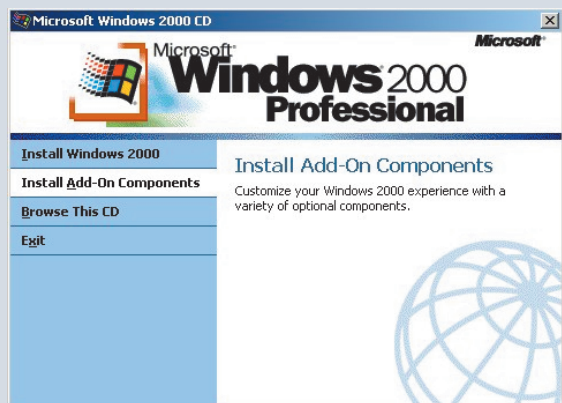 Microsoft Windows 2000 CD
Microsoft
Microsoft
Windows 2000
Professional
Install Windows 2000
Install Add-On Components
Browse This CD
Exit
Install Add-On Components
Customize your Windows 2000 experience with a
variety of optional components.